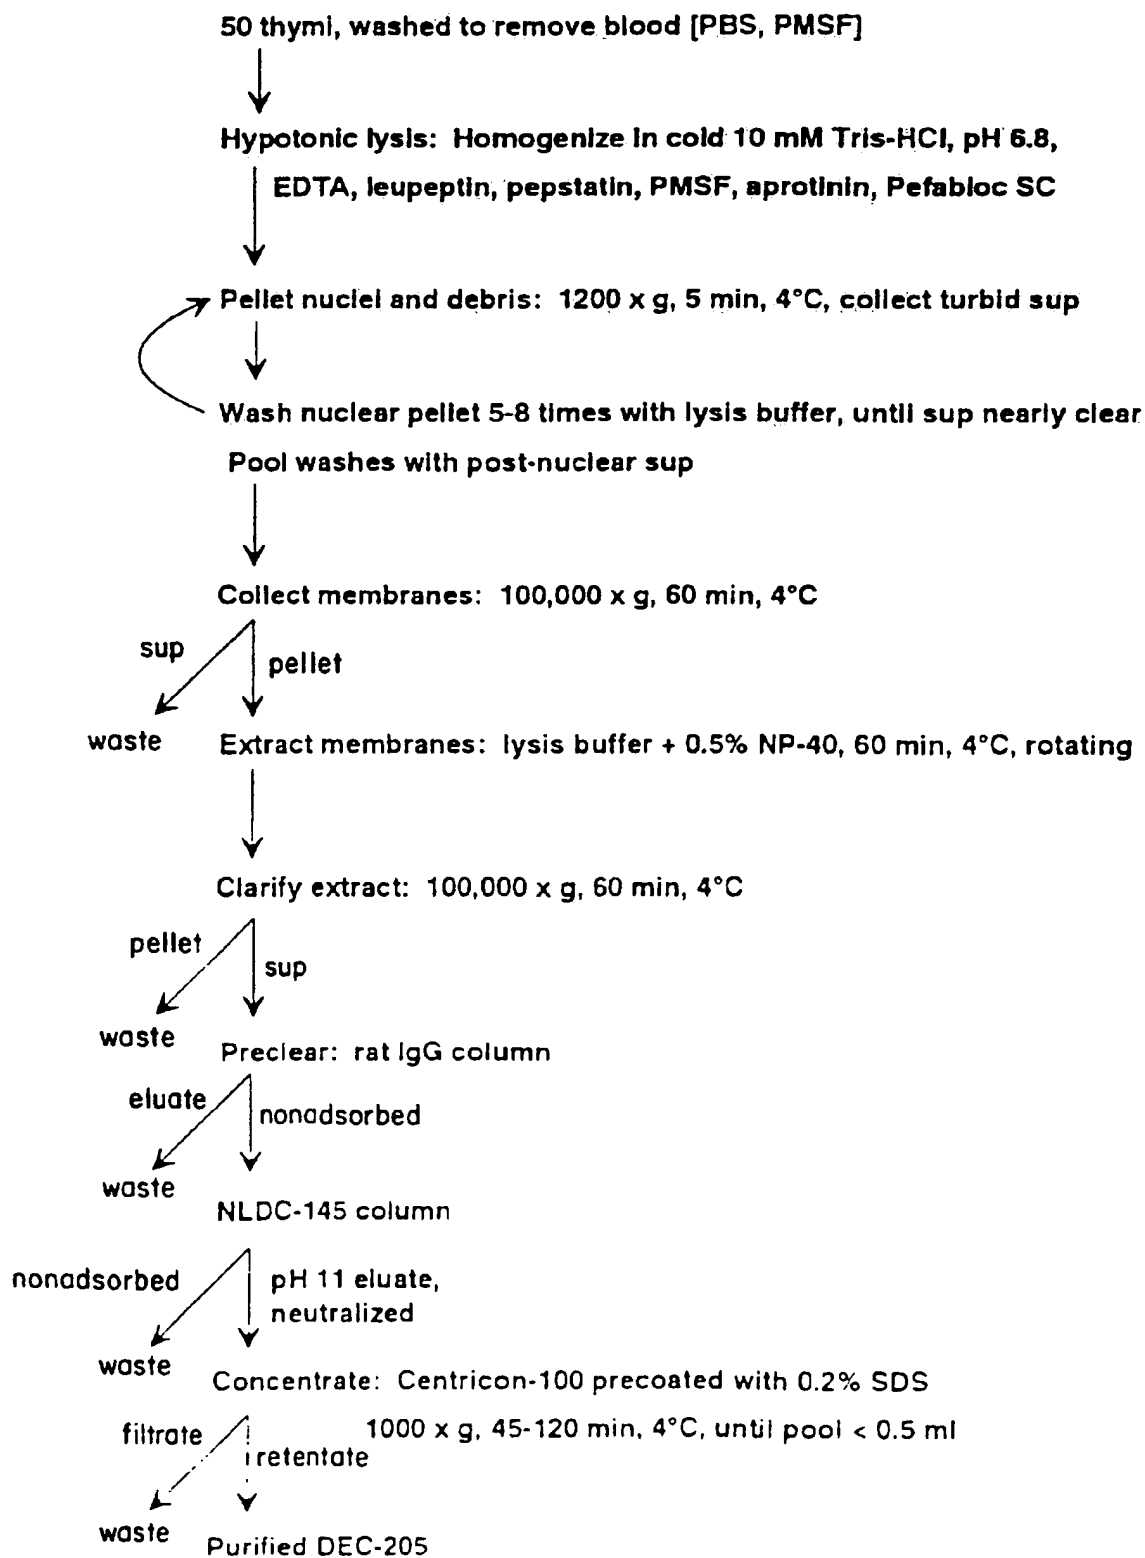 50 thymi, washed to remove blood [PBS, PMSF]
Hypotonic lysis: Homogenize in cold 10 mM Tris-HCl, pH 6.8,
EDTA, leupeptin, pepstatin, PMSF, aprotinin, Pefabloc SC
Pellet nuclei and debris: 1200 x g, 5 min, 4°C, collect turbid sup
Wash nuclear pellet 5-8 times with lysis buffer, until sup nearly clear
Pool washes with post-nuclear sup
Collect membranes: 100,000 x g, 60 min, 4°C
sup
pellet
waste
Extract membranes: lysis buffer + 0.5% NP-40, 60 min, 4°C, rotating
Clarify extract: 100,000 x g, 60 min, 4°C
pellet
sup
waste
Preclear: rat IgG column
eluate
nonadsorbed
waste
NLDC-145 column
nonadsorbed
pH 11 eluate,
neutralized
waste
Concentrate: Centricon-100 precoated with 0.2% SDS
filtrate
1000 x g, 45-120 min, 4°C, until pool < 0.5 ml
retentate
waste
Purified DEC-205